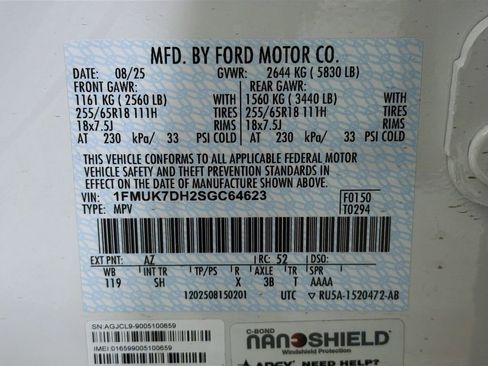 MFD. BY FORD MOTOR CO.
DATE: 08/25 GVWR: 2644 KG ( 5830 LB)
FRONT GAWR: REAR GAWR:
1161 KG ( 2560 LB) WITH 1560 KG ( 3440 LB) WITH
255/65R18 111H TIRES 255/65R18 111H TIRES
18x7.5J RIMS 18x7.5J RIMS
AT 230 kPa/ 33 PSI COLD AT 230 kPa/ 33 PSI COLD
THIS VEHICLE CONFORMS TO ALL APPLICABLE FEDERAL MOTOR
VEHICLE SAFETY AND THEFT PREVENTION STANDARDS IN EFFECT
ON THE DATE OF MANUFACTURE SHOWN ABOVE.
VIN: 1FMUK7DH2SGC64623 F0150
TYPE: MPV T0294
EXT PNT: AZ RC: 52 DSO:
WB INT TR TP/PS R AXLE TR SPR
119 SH X 3B T AAAA
1202508150201 UTC RU5A-1520472-AB
SN:AGJCL9-9005100659
IMEI:016599005100659
C-BOND
NANOSHIELD
Windshield Protection
NEED HELP?